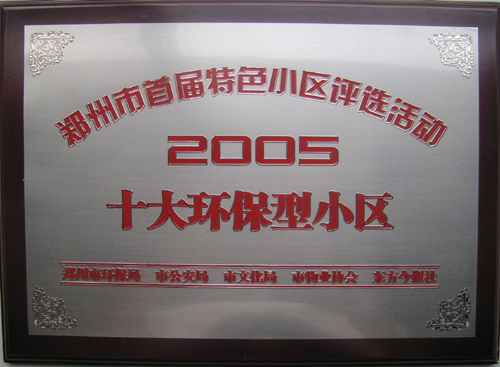 郑州市首届特色小区评选活动
2005
十大环保型小区
郑州市环保局 市公安局 市文化局 市物业协会 东方今报社